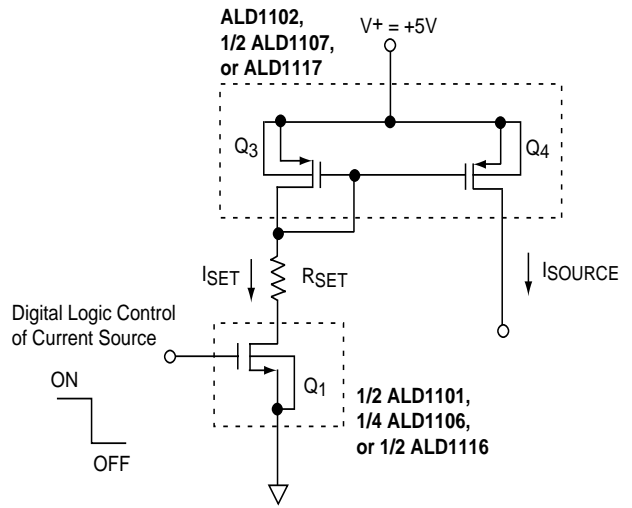 ALD1102,
1/2 ALD1107,
or ALD1117
V+ = +5V
Q3
Q4
ISET
RSET
ISOURCE
Digital Logic Control
of Current Source
ON
OFF
Q1
1/2 ALD1101,
1/4 ALD1106,
or 1/2 ALD1116